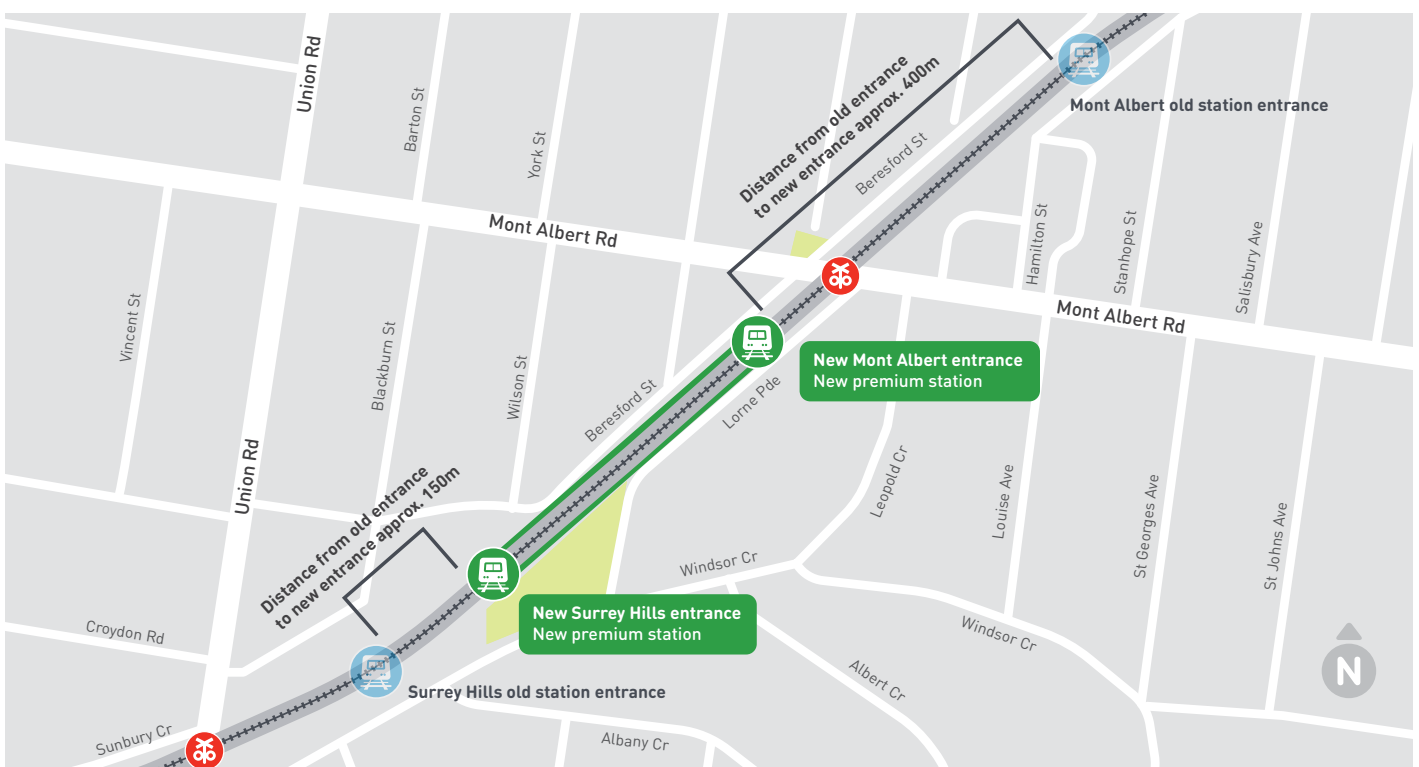 Union Rd
Barton St
York St
Distance from old entrance
to new entrance approx. 400m
Beresford St
Mont Albert old station entrance
Mont Albert Rd
Hamilton St
Stanhope St
Salisbury Ave
Mont Albert Rd
Vincent St
Blackburn St
Wilson St
Beresford St
Lorne Pde
New Mont Albert entrance
New premium station
Union Rd
Leopold Cr
Louise Ave
St Georges Ave
St Johns Ave
Distance from old entrance
to new entrance approx. 150m
Windsor Cr
New Surrey Hills entrance
New premium station
Windsor Cr
Croydon Rd
Albert Cr
Surrey Hills old station entrance
Sunbury Cr
Albany Cr
N